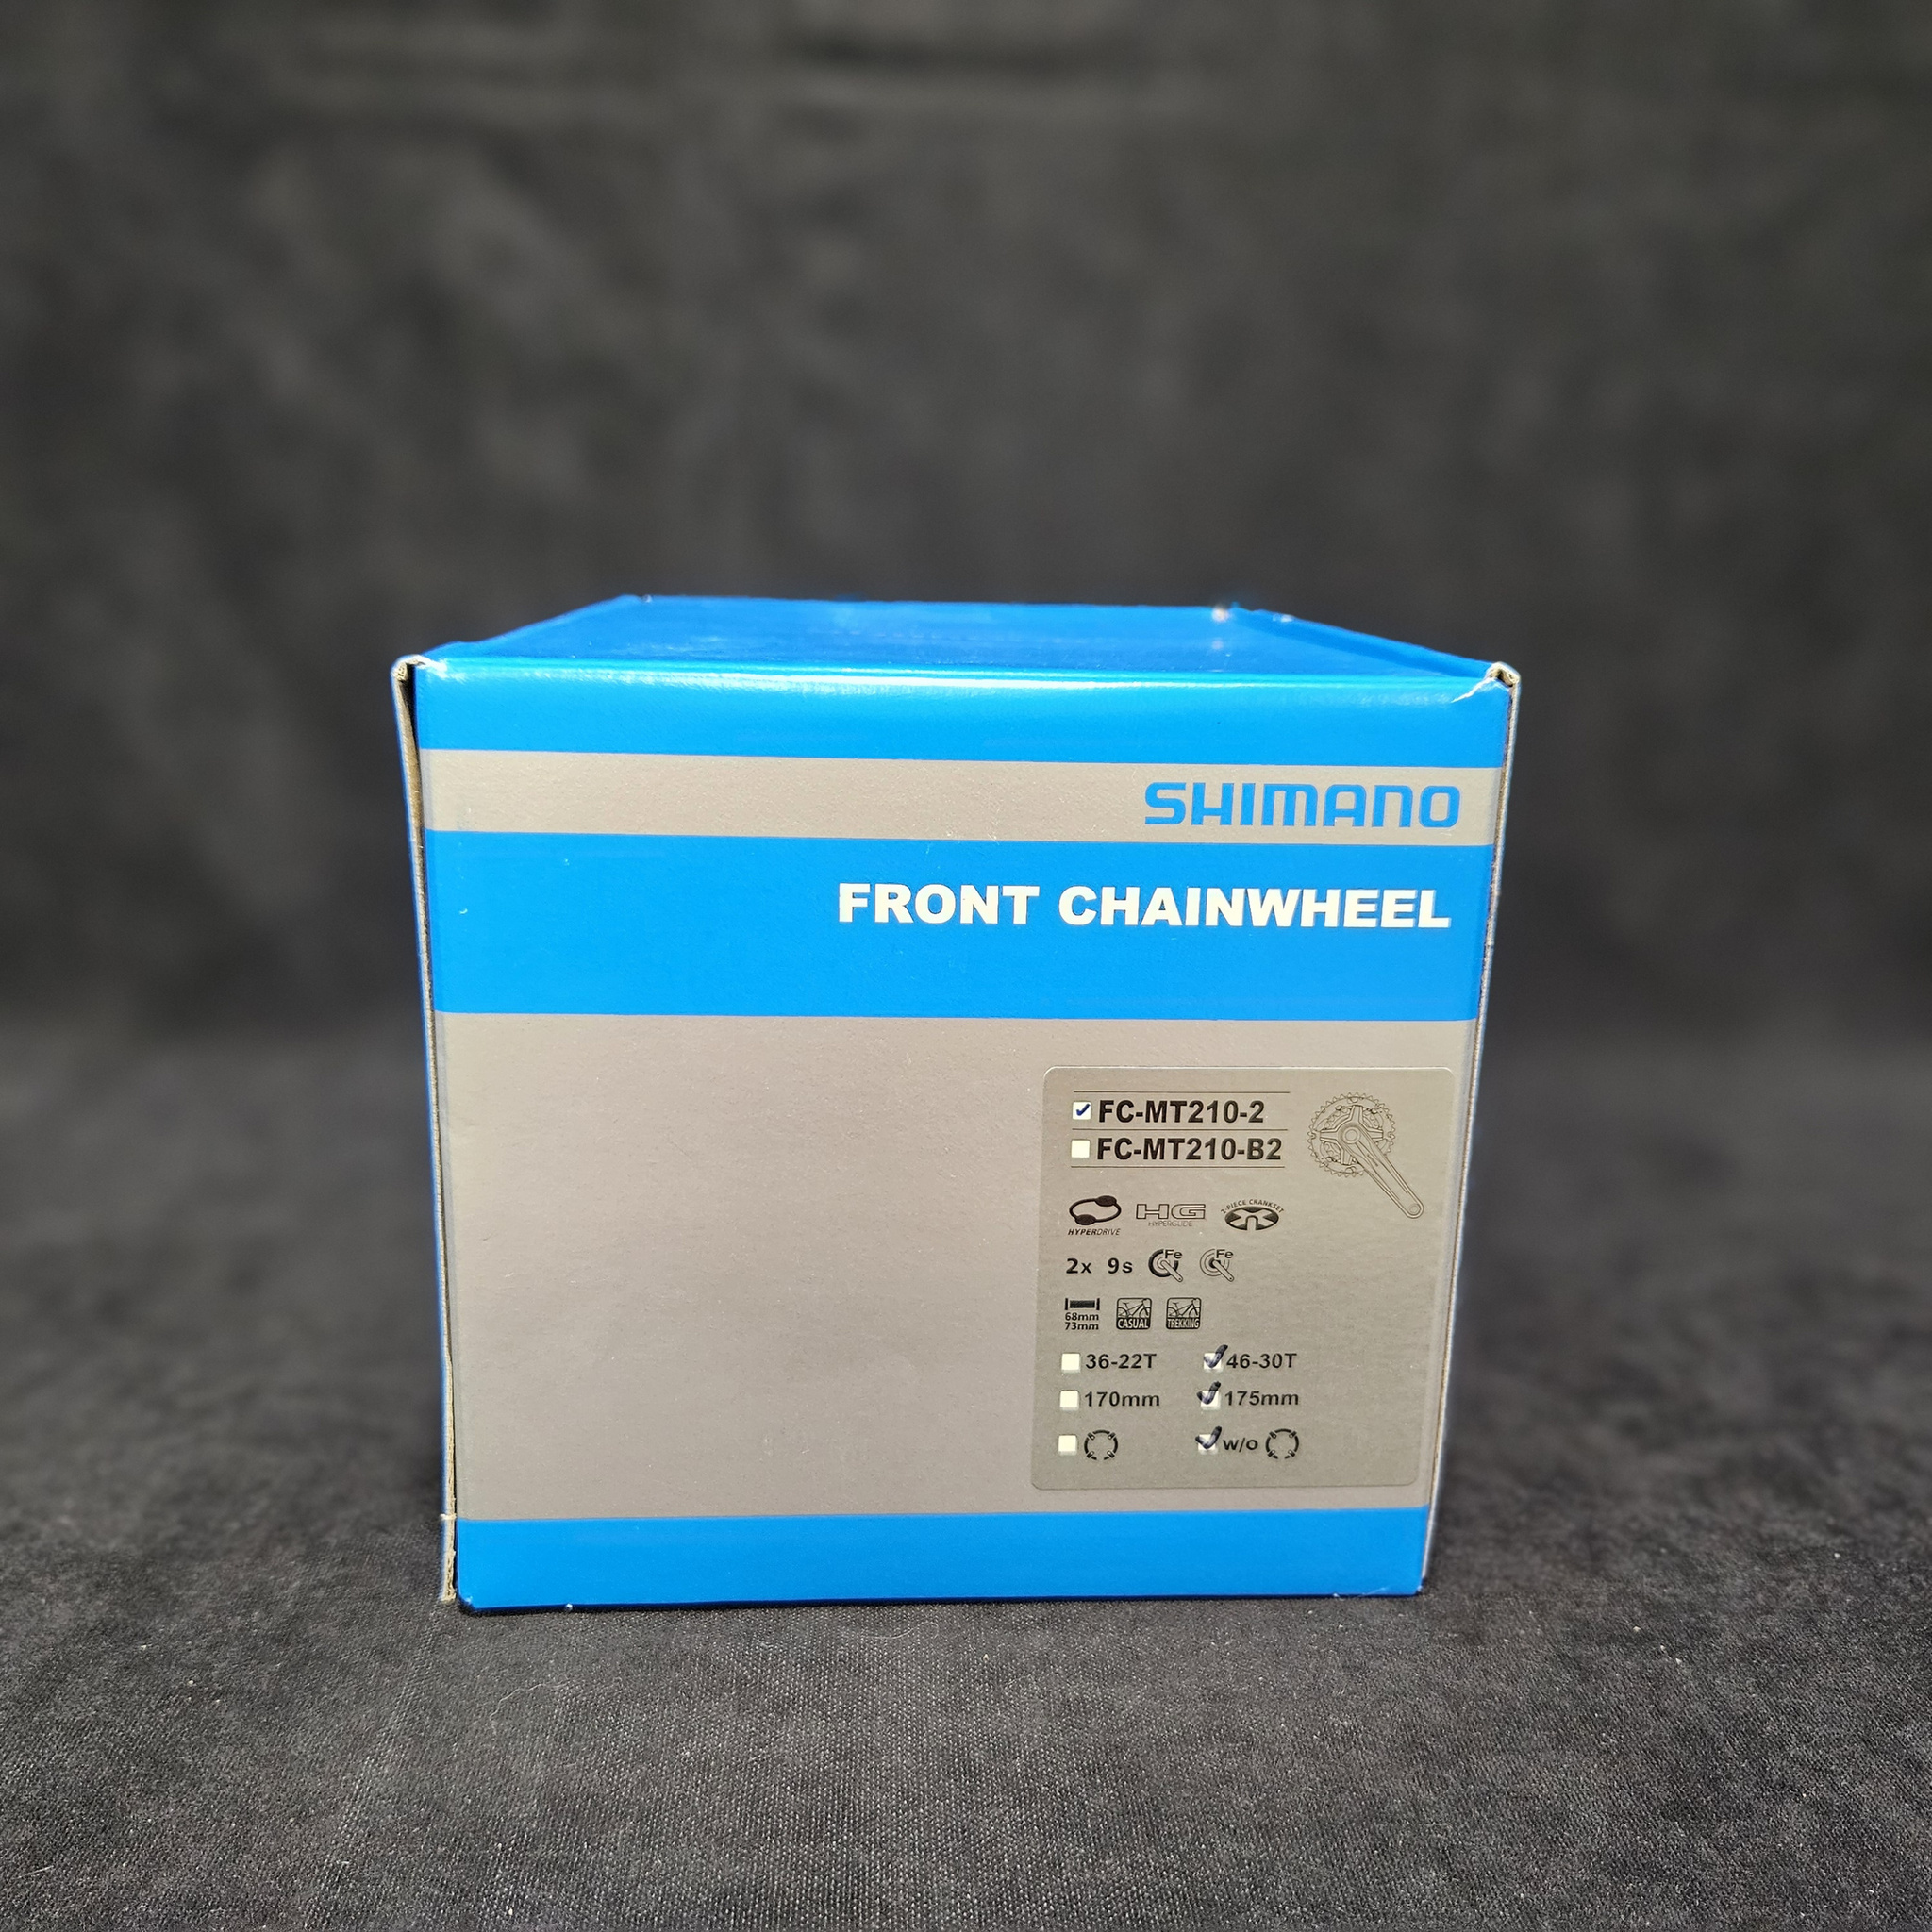 SHIMANO
FRONT CHAINWHEEL
FC-MT210-2
FC-MT210-B2
HYPERDRIVE HG HYPERGLIDE 2-PIECE CRANKSET
2x 9s Fe Fe
68mm
73mm CASUAL TREKKING
36-22T 46-30T
170mm 175mm
w/o